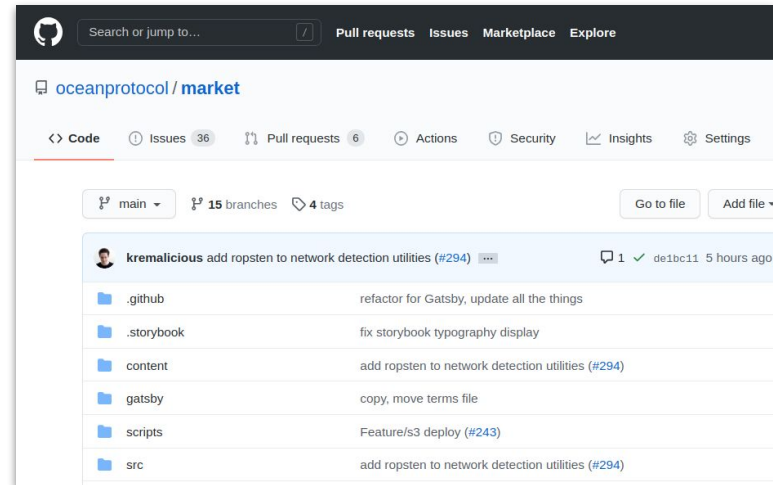 Search or jump to... / Pull requests Issues Marketplace Explore
oceanprotocol / market
<> Code Issues 36 Pull requests 6 Actions Security Insights Settings
main 15 branches 4 tags Go to file Add file
kremalicious add ropsten to network detection utilities (#294) ... 1 de1bc11 5 hours ago
.github refactor for Gatsby, update all the things
.storybook fix storybook typography display
content add ropsten to network detection utilities (#294)
gatsby copy, move terms file
scripts Feature/s3 deploy (#243)
src add ropsten to network detection utilities (#294)